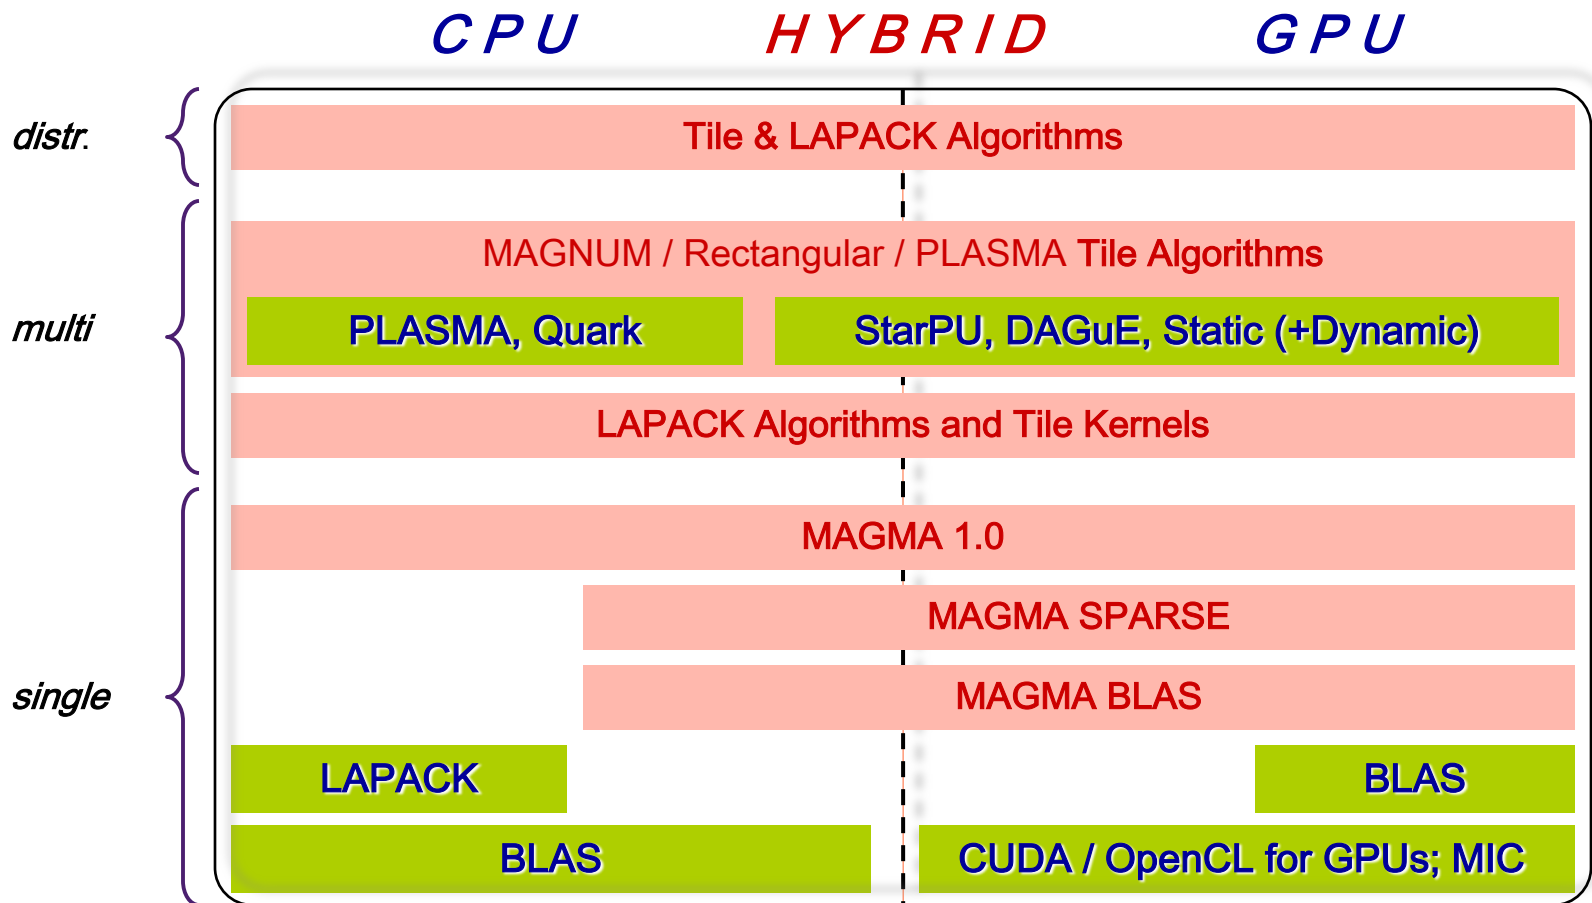 CPU HYBRID GPU
distr.
Tile & LAPACK Algorithms
MAGNUM / Rectangular / PLASMA Tile Algorithms
multi
PLASMA, Quark
StarPU, DAGuE, Static (+Dynamic)
LAPACK Algorithms and Tile Kernels
MAGMA 1.0
MAGMA SPARSE
single
MAGMA BLAS
LAPACK
BLAS
BLAS
CUDA / OpenCL for GPUs; MIC